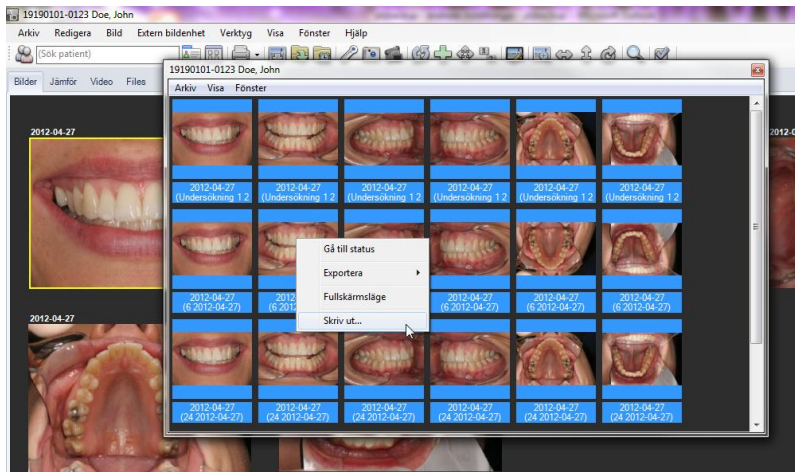 19190101-0123 Doe, John
Arkiv Redigera Bild Extern bildenhet Verktyg Visa Fönster Hjälp
(Sök patient)
Bilder Jämför Video Files
2012-04-27
2012-0
2012-04-27
19190101-0123 Doe, John
Arkiv Visa Fönster
2012-04-27 2012-04-27 2012-04-27 2012-04-27 2012-04-27 2012-04-27
(Undersökning 1 2 (Undersökning 1 2 (Undersökning 1 2 (Undersökning 1 2 (Undersökning 1 2 (Undersökning 1 2
2012-04-27 2012 2012-04-27 2012-04-27 2012-04-27
(6 2012-04-27) (6 201 (6 2012-04-27) (6 2012-04-27) (6 2012-04-27)
Gå till status
Exportera
Fullskärmsläge
Skriv ut...
2012-04-27 2012-04-27 2012-04-27 2012-04-27 2012-04-27 2012-04-27
(24 2012-04-27) (24 2012-04-27) (24 2012-04-27) (24 2012-04-27) (24 2012-04-27) (24 2012-04-27)